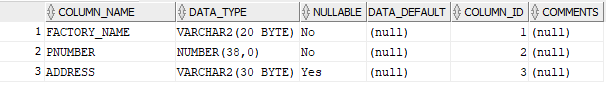 COLUMN_NAME DATA_TYPE NULLABLE DATA_DEFAULT COLUMN_ID COMMENTS
1 FACTORY_NAME VARCHAR2(20 BYTE) No (null) 1 (null)
2 PNUMBER NUMBER(38,0) No (null) 2 (null)
3 ADDRESS VARCHAR2(30 BYTE) Yes (null) 3 (null)